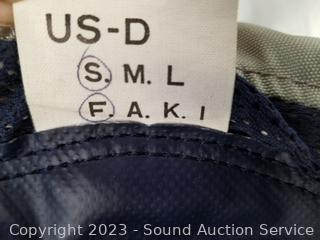 US-D
S. M. L
F. A. K. I
Copyright 2023 - Sound Auction Service